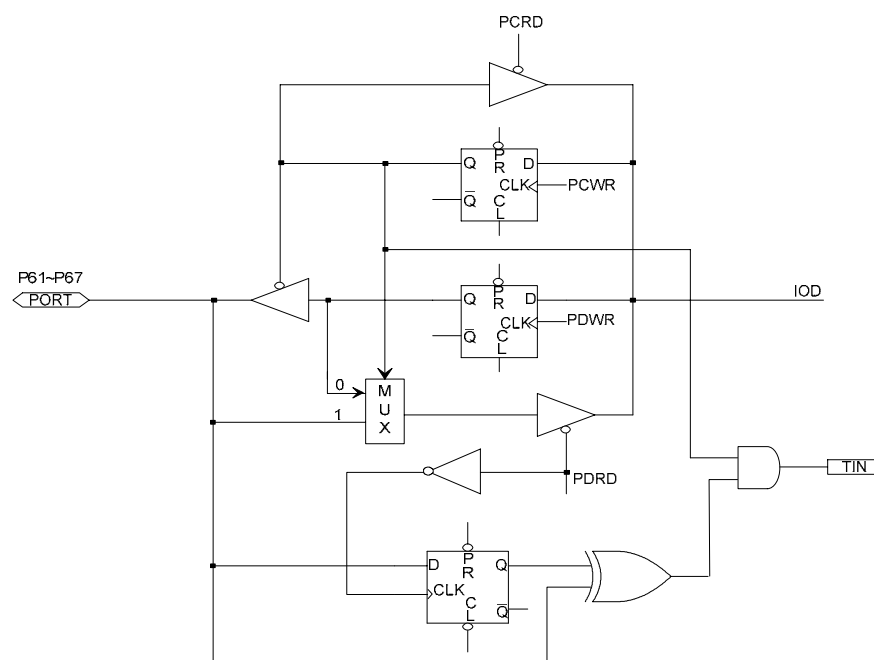 PCRD
Q P R D
CLK PCWR
Q C L
P61~P67
PORT
Q P R D IOD
CLK PDWR
Q C L
0 M U X
1
PDRD
TIN
D P R Q
CLK
C L Q